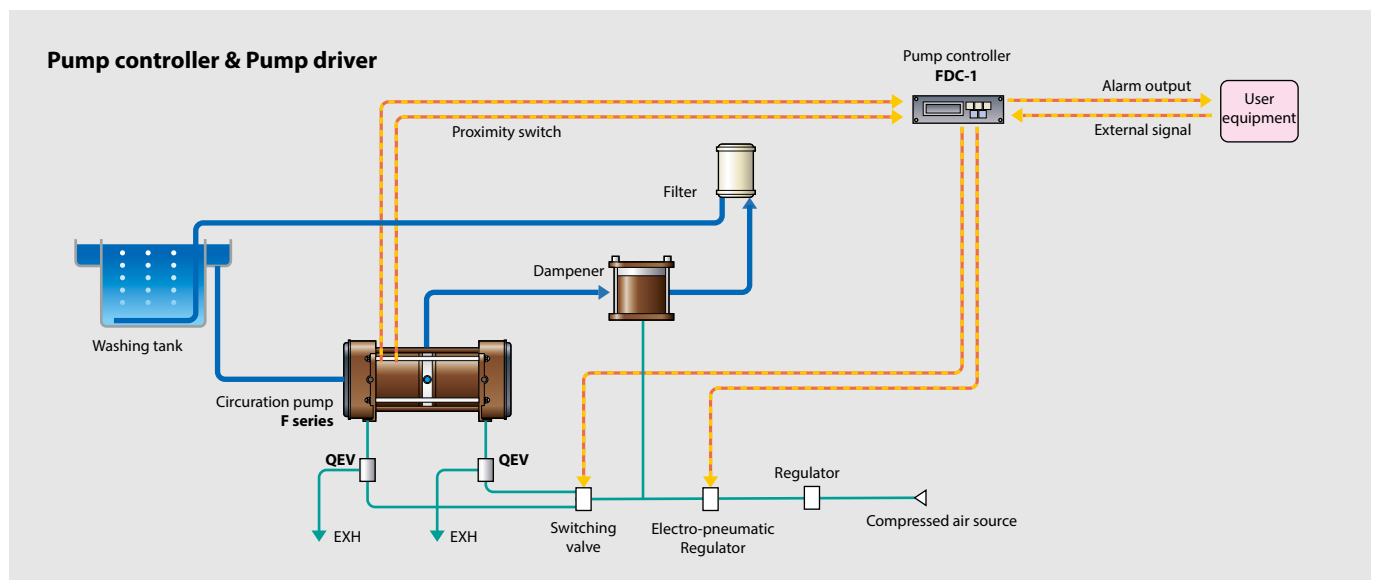 Pump controller & Pump driver
Pump controller
FDC-1
Alarm output
External signal
User
equipment
Proximity switch
Filter
Dampener
Washing tank
Circuration pump
F series
QEV
QEV
EXH
EXH
Switching
valve
Electro-pneumatic
Regulator
Regulator
Compressed air source